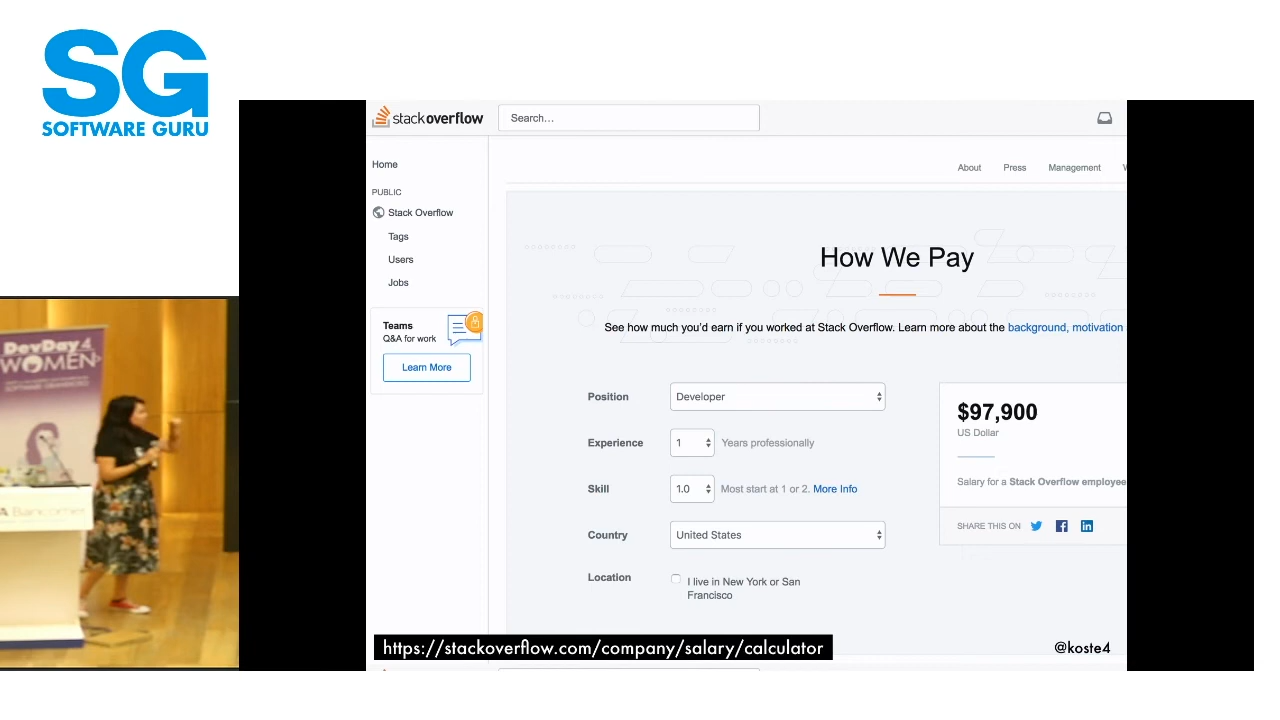 SG
SOFTWARE GURU
stackoverflow
Search...
Home
PUBLIC
Stack Overflow
Tags
Users
Jobs
Teams
Q&A for work
Learn More
About Press Management
How We Pay
See how much you'd earn if you worked at Stack Overflow. Learn more about the background, motivation
Position Developer
Experience 1 Years professionally
Skill 1.0 Most start at 1 or 2. More Info
Country United States
Location I live in New York or San
Francisco
$97,900
US Dollar
Salary for a Stack Overflow employee
SHARE THIS ON
https://stackoverflow.com/company/salary/calculator
@koste4
DevDay4
WOMEN
Bancomer